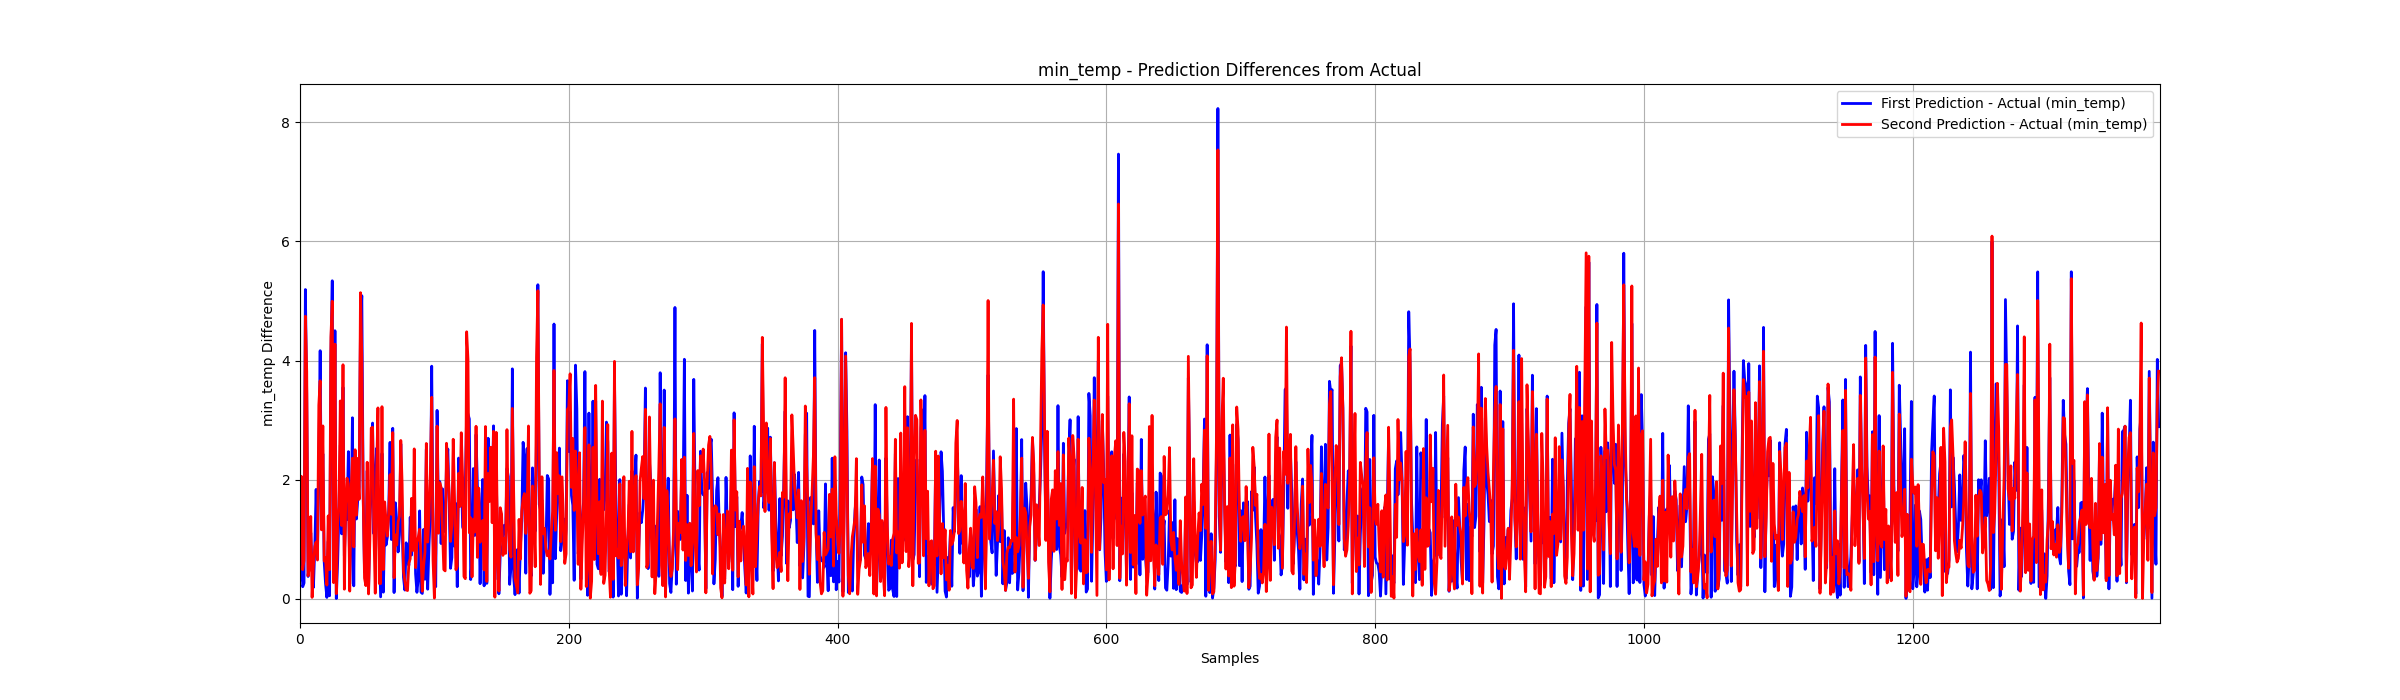 min_temp - Prediction Differences from Actual
First Prediction - Actual (min_temp)
Second Prediction - Actual (min_temp)
min_temp Difference
8
6
4
2
0
0 200 400 600 800 1000 1200
Samples